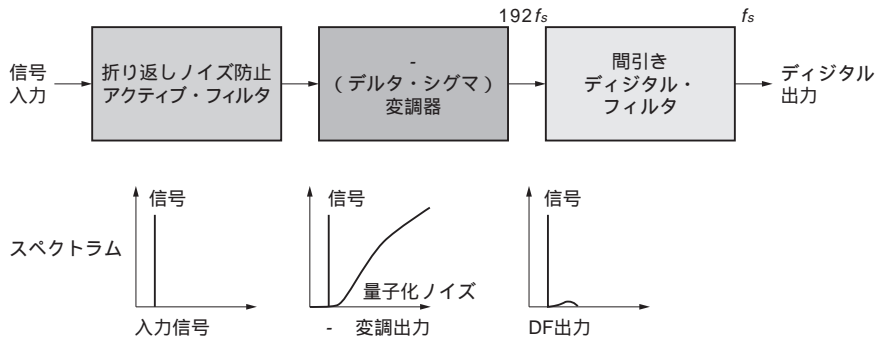 192fs
fs
信号
入力
折り返しノイズ防止
アクティブ・フィルタ
-
(デルタ・シグマ)
変調器
間引き
ディジタル・
フィルタ
ディジタル
出力
スペクトラム
信号
入力信号
信号
量子化ノイズ
- 変調出力
信号
DF出力